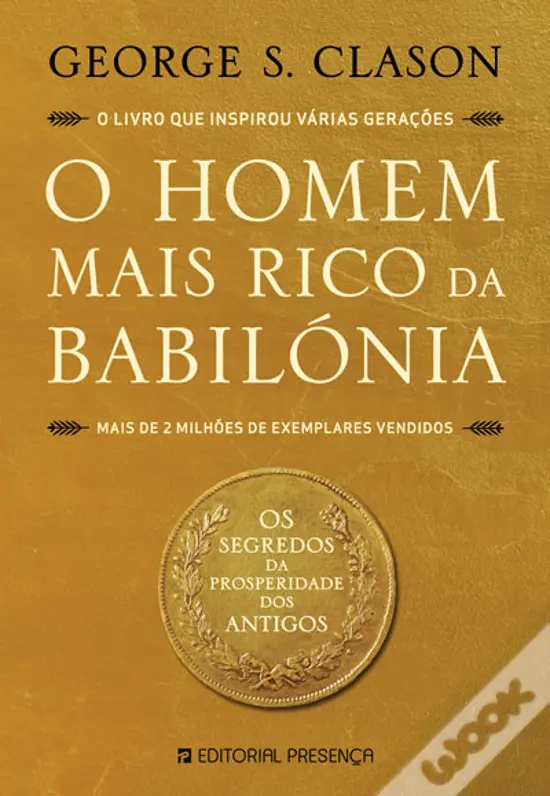 GEORGE S. CLASON
O LIVRO QUE INSPIROU VÁRIAS GERAÇÕES
O HOMEM
MAIS RICO DA
BABILÓNIA
MAIS DE 2 MILHÕES DE EXEMPLARES VENDIDOS
OS
SEGREDOS
DA
PROSPERIDADE
DOS
ANTIGOS
EDITORIAL PRESENÇA
WOOK